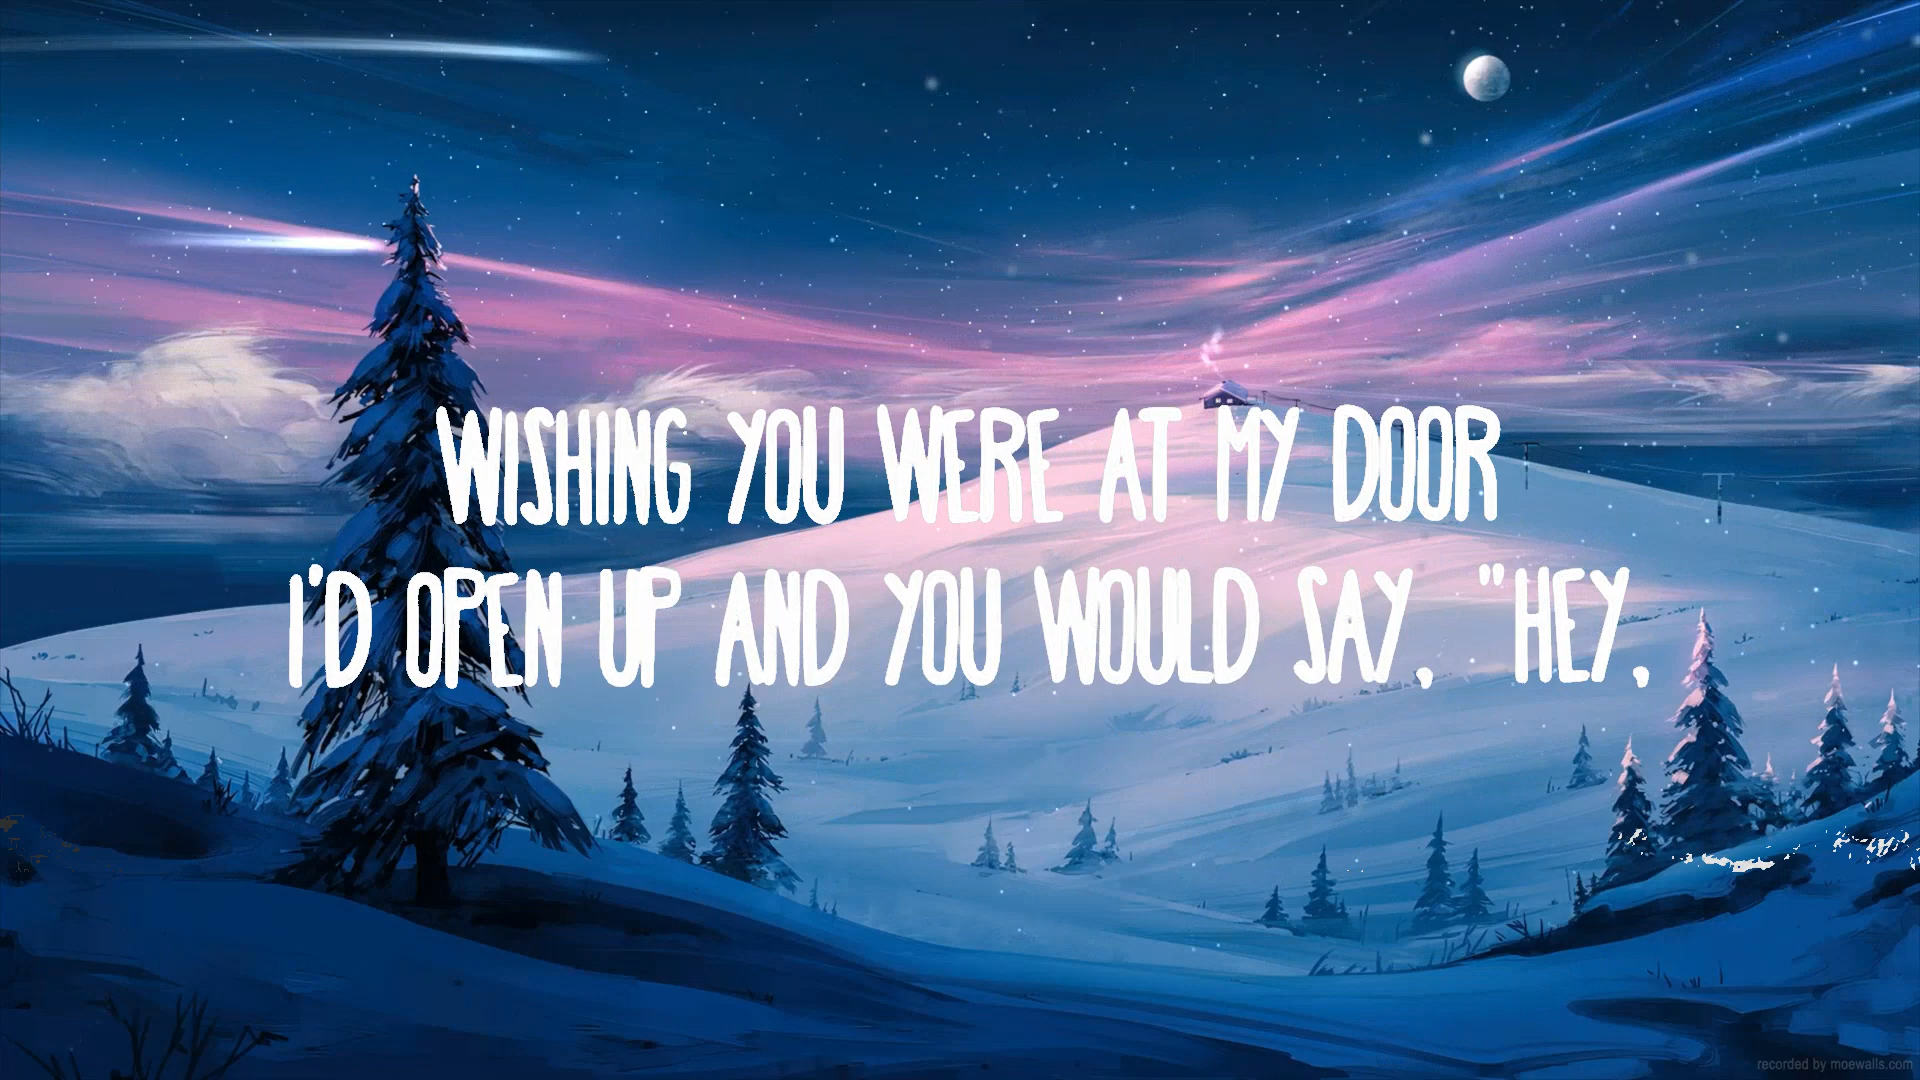 WISHING YOU WERE AT MY DOOR
I'D OPEN UP AND YOU WOULD SAY, "HEY,
recorded by moewalls.com